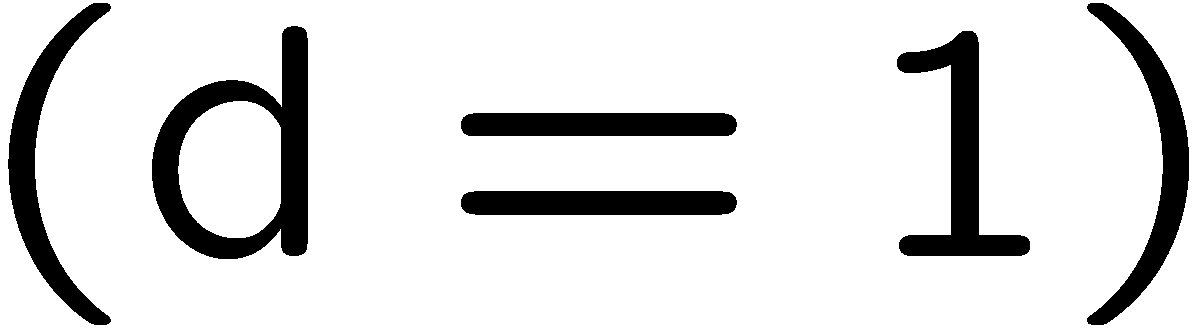 (d = 1)